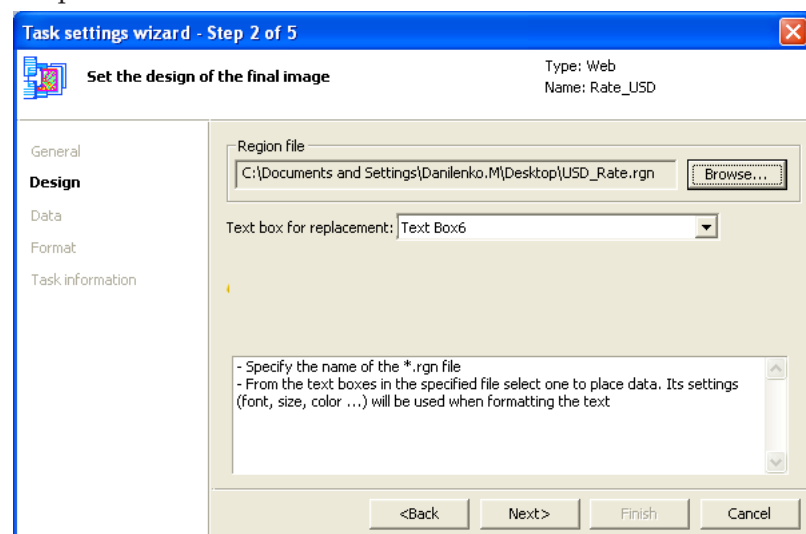 Task settings wizard - Step 2 of 5
Set the design of the final image
Type: Web
Name: Rate_USD
General
Design
Data
Format
Task information
Region file
C:\Documents and Settings\Danilenko.M\Desktop\USD_Rate.rgn
Browse...
Text box for replacement: Text Box6
- Specify the name of the *.rgn file
- From the text boxes in the specified file select one to place data. Its settings
(font, size, color ...) will be used when formatting the text
<Back
Next>
Finish
Cancel